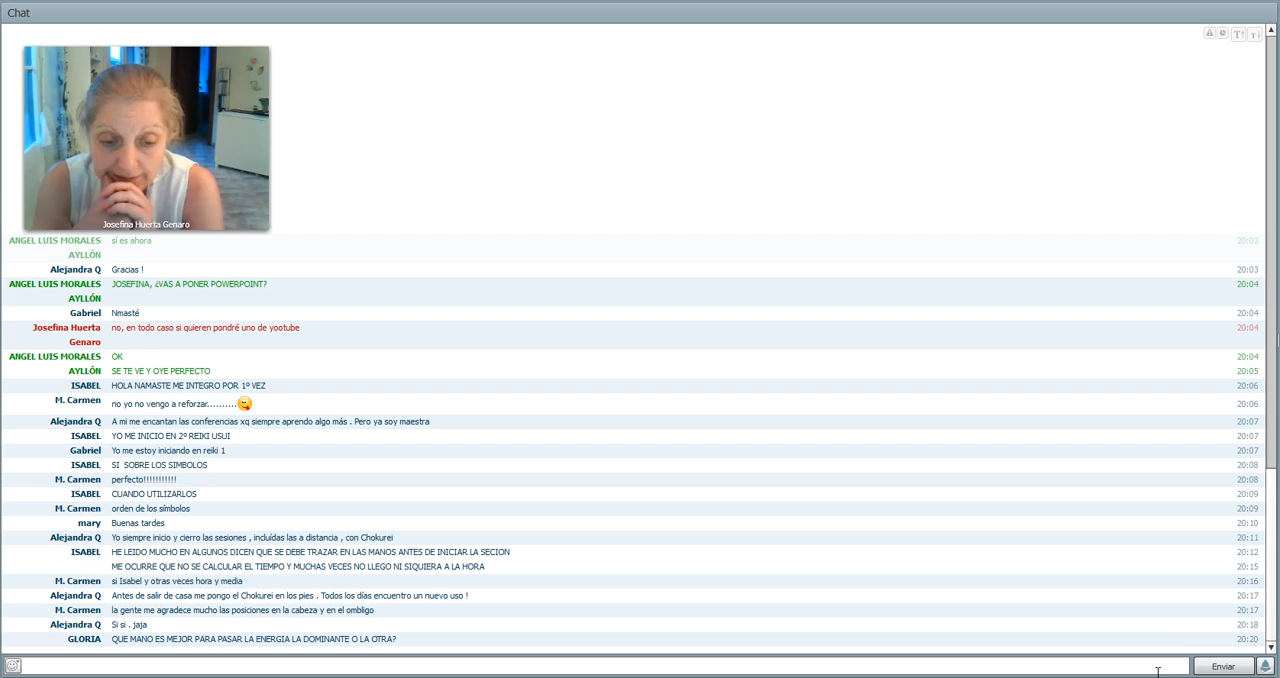 Chat
Josefina Huerta Genaro
ANGEL LUIS MORALES AYLLÓN sí es ahora 20:03
Alejandra Q Gracias ! 20:03
ANGEL LUIS MORALES AYLLÓN JOSEFINA, ¿VAS A PONER POWERPOINT? 20:04
Gabriel Nmasté 20:04
Josefina Huerta Genaro no, en todo caso si quieren pondré uno de yootube 20:04
ANGEL LUIS MORALES OK 20:04
AYLLÓN SE TE VE Y OYE PERFECTO 20:05
ISABEL HOLA NAMASTE ME INTEGRO POR 1º VEZ 20:06
M. Carmen no yo no vengo a reforzar.......... 20:06
Alejandra Q A mi me encantan las conferencias xq siempre aprendo algo más . Pero ya soy maestra 20:07
ISABEL YO ME INICIO EN 2º REIKI USUI 20:07
Gabriel Yo me estoy iniciando en reiki 1 20:07
ISABEL SI SOBRE LOS SIMBOLOS 20:08
M. Carmen perfecto!!!!!!!!!!! 20:08
ISABEL CUANDO UTILIZARLOS 20:09
M. Carmen orden de los símbolos 20:09
mary Buenas tardes 20:10
Alejandra Q Yo siempre inicio y cierro las sesiones , incluídas las a distancia , con Chokurei 20:11
ISABEL HE LEIDO MUCHO EN ALGUNOS DICEN QUE SE DEBE TRAZAR EN LAS MANOS ANTES DE INICIAR LA SECION 20:12
ME OCURRE QUE NO SE CALCULAR EL TIEMPO Y MUCHAS VECES NO LLEGO NI SIQUIERA A LA HORA 20:15
M. Carmen si Isabel y otras veces hora y media 20:16
Alejandra Q Antes de salir de casa me pongo el Chokurei en los pies . Todos los días encuentro un nuevo uso ! 20:17
M. Carmen la gente me agradece mucho las posiciones en la cabeza y en el ombligo 20:17
Alejandra Q Si si . jaja 20:18
GLORIA QUE MANO ES MEJOR PARA PASAR LA ENERGIA LA DOMINANTE O LA OTRA? 20:20
Enviar